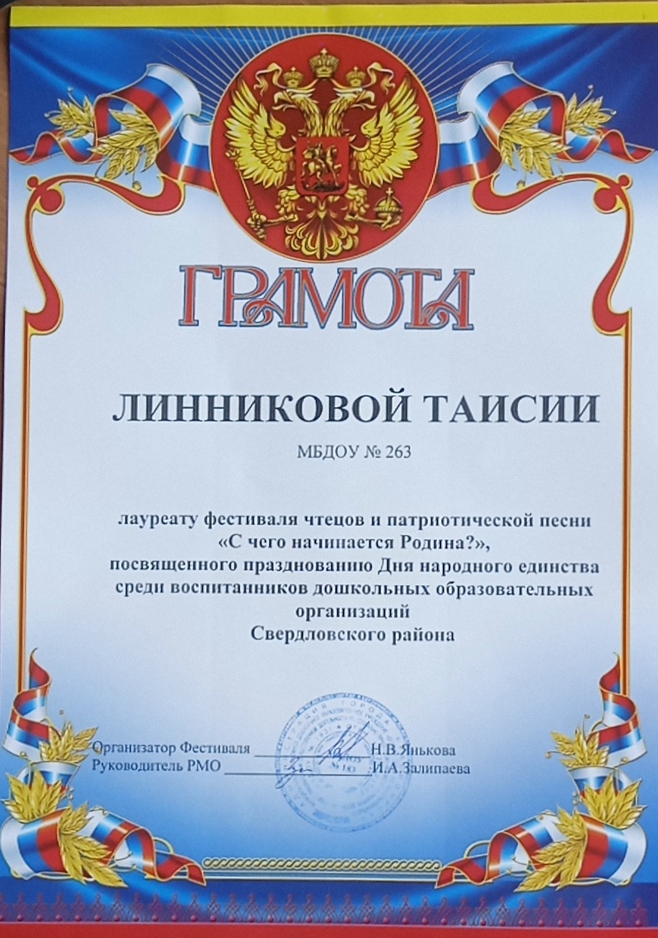 ГРАМОТА
ЛИННИКОВОЙ ТАИСИИ
МБДОУ № 263
лауреату фестиваля чтецов и патриотической песни
«С чего начинается Родина?»,
посвященного празднованию Дня народного единства
среди воспитанников дошкольных образовательных
организаций
Свердловского района
Организатор Фестиваля Н.В.Янькова
Руководитель РМО И.А.Залипаева